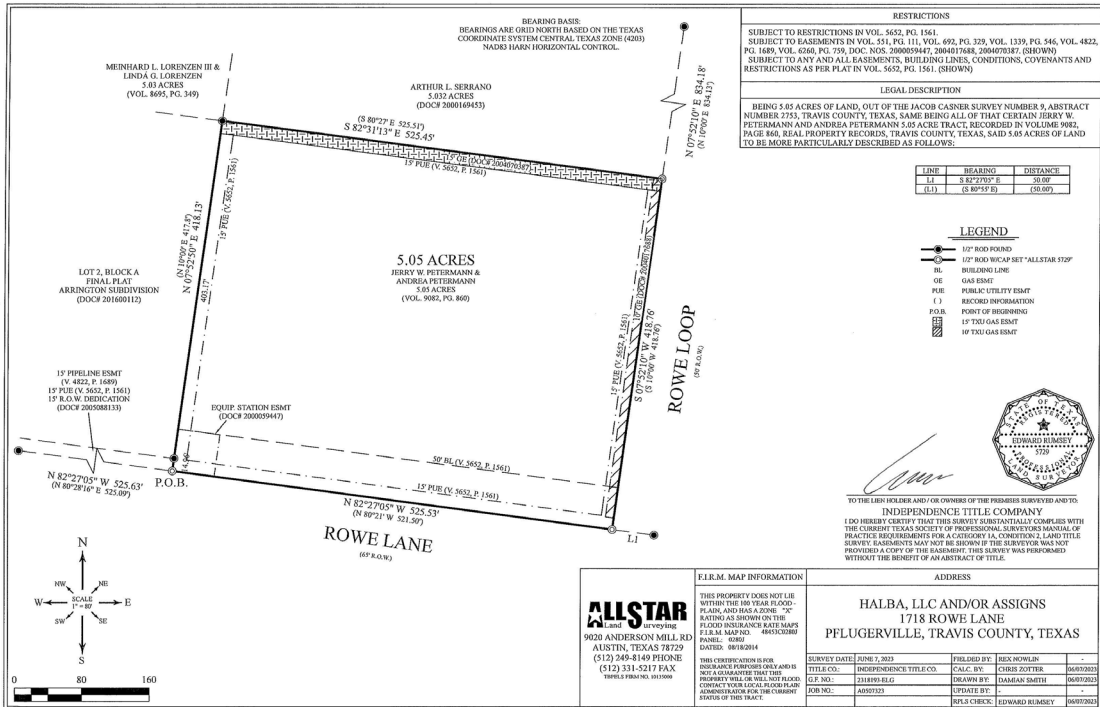 BEARING BASIS:
BEARINGS ARE GRID NORTH BASED ON THE TEXAS
COORDINATE SYSTEM CENTRAL TEXAS ZONE (4203)
NAD83 HARN HORIZONTAL CONTROL.
MEINHARD L. LORENZEN III &
LINDA G. LORENZEN
5.03 ACRES
(VOL. 8695, PG. 349)
ARTHUR L. SERRANO
5.032 ACRES
(DOC# 2000169453)
(S 80°27' E 525.51')
S 82°31'13" E 525.45'
15' GE (DOC# 2004070387)
15' PUE (V. 5652, P. 1561)
N 07°52'10" E 834.18'
(N 10°00' E 834.13')
15' PUE (V. 5652, P. 1561)
(N 10°00' E 417.8')
N 07°52'50" E 418.13'
403.17'
5.05 ACRES
JERRY W. PETERMANN &
ANDREA PETERMANN
5.05 ACRES
(VOL. 9082, PG. 860)
LOT 2, BLOCK A
FINAL PLAT
ARRINGTON SUBDIVISION
(DOC# 201600112)
10' GE (DOC# 2004017688)
15' PUE (V. 5652, P. 1561)
S 07°52'10" W 418.76'
(S 10°00' W 418.76')
ROWE LOOP
(50' R.O.W.)
15' PIPELINE ESMT
(V. 4822, P. 1689)
15' PUE (V. 5652, P. 1561)
15' R.O.W. DEDICATION
(DOC# 2005088133)
EQUIP. STATION ESMT
(DOC# 2000059447)
50' BL (V. 5652, P. 1561)
15' PUE (V. 5652, P. 1561)
N 82°27'05" W 525.63'
(N 80°28'16" E 525.09')
P.O.B.
N 82°27'05" W 525.53'
(N 80°21' W 521.50')
L1
ROWE LANE
(65' R.O.W.)
N
NW NE
W SCALE E
1" = 80'
SW SE
S
0 80 160
RESTRICTIONS
SUBJECT TO RESTRICTIONS IN VOL. 5652, PG. 1561.
SUBJECT TO EASEMENTS IN VOL. 551, PG. 111, VOL. 692, PG. 329, VOL. 1339, PG. 546, VOL. 4822,
PG. 1689, VOL. 6260, PG. 759, DOC. NOS. 2000059447, 2004017688, 2004070387. (SHOWN)
SUBJECT TO ANY AND ALL EASEMENTS, BUILDING LINES, CONDITIONS, COVENANTS AND
RESTRICTIONS AS PER PLAT IN VOL. 5652, PG. 1561. (SHOWN)
LEGAL DESCRIPTION
BEING 5.05 ACRES OF LAND, OUT OF THE JACOB CASNER SURVEY NUMBER 9, ABSTRACT
NUMBER 2753, TRAVIS COUNTY, TEXAS, SAME BEING ALL OF THAT CERTAIN JERRY W.
PETERMANN AND ANDREA PETERMANN 5.05 ACRE TRACT, RECORDED IN VOLUME 9082,
PAGE 860, REAL PROPERTY RECORDS, TRAVIS COUNTY, TEXAS, SAID 5.05 ACRES OF LAND
TO BE MORE PARTICULARLY DESCRIBED AS FOLLOWS:
LINE BEARING DISTANCE
L1 S 82°27'05" E 50.00'
(L1) (S 80°55' E) (50.00')
LEGEND
1/2" ROD FOUND
1/2" ROD W/CAP SET "ALLSTAR 5729"
BL BUILDING LINE
GE GAS ESMT
PUE PUBLIC UTILITY ESMT
( ) RECORD INFORMATION
P.O.B. POINT OF BEGINNING
15' TXU GAS ESMT
10' TXU GAS ESMT
STATE OF TEXAS
REGISTERED
EDWARD RUMSEY
5729
PROFESSIONAL
LAND SURVEYOR
TO THE LIEN HOLDER AND / OR OWNERS OF THE PREMISES SURVEYED AND TO:
INDEPENDENCE TITLE COMPANY
I DO HEREBY CERTIFY THAT THIS SURVEY SUBSTANTIALLY COMPLIES WITH
THE CURRENT TEXAS SOCIETY OF PROFESSIONAL SURVEYORS MANUAL OF
PRACTICE REQUIREMENTS FOR A CATEGORY 1A, CONDITION 2, LAND TITLE
SURVEY. EASEMENTS MAY NOT BE SHOWN IF THE SURVEYOR WAS NOT
PROVIDED A COPY OF THE EASEMENT. THIS SURVEY WAS PERFORMED
WITHOUT THE BENEFIT OF AN ABSTRACT OF TITLE.
ALLSTAR
Land Surveying
9020 ANDERSON MILL RD
AUSTIN, TEXAS 78729
(512) 249-8149 PHONE
(512) 331-5217 FAX
TBPELS FIRM NO. 10135000
F.I.R.M. MAP INFORMATION
THIS PROPERTY DOES NOT LIE
WITHIN THE 100 YEAR FLOOD-
PLAIN, AND HAS A ZONE "X"
RATING AS SHOWN ON THE
FLOOD INSURANCE RATE MAPS
F.I.R.M. MAP NO. 48453C0280J
PANEL: 0280J
DATED: 08/18/2014
THIS CERTIFICATION IS FOR
INSURANCE PURPOSES ONLY AND IS
NOT A GUARANTEE THAT THIS
PROPERTY WILL OR WILL NOT FLOOD.
CONTACT YOUR LOCAL FLOOD PLAIN
ADMINISTRATOR FOR THE CURRENT
STATUS OF THIS TRACT.
ADDRESS
HALBA, LLC AND/OR ASSIGNS
1718 ROWE LANE
PFLUGERVILLE, TRAVIS COUNTY, TEXAS
SURVEY DATE: JUNE 7, 2023 FIELDED BY: REX NOWLIN -
TITLE CO.: INDEPENDENCE TITLE CO. CALC. BY: CHRIS ZOTTER 06/07/2023
G.F. NO.: 2318193-ELG DRAWN BY: DAMIAN SMITH 06/07/2023
JOB NO.: A0507323 UPDATE BY: -
RPLS CHECK: EDWARD RUMSEY 06/07/2023